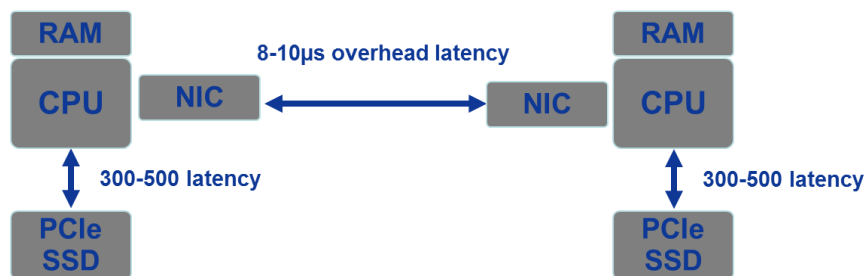 RAM
RAM
8-10µs overhead latency
CPU
NIC
NIC
CPU
300-500 latency
300-500 latency
PCIe
SSD
PCIe
SSD